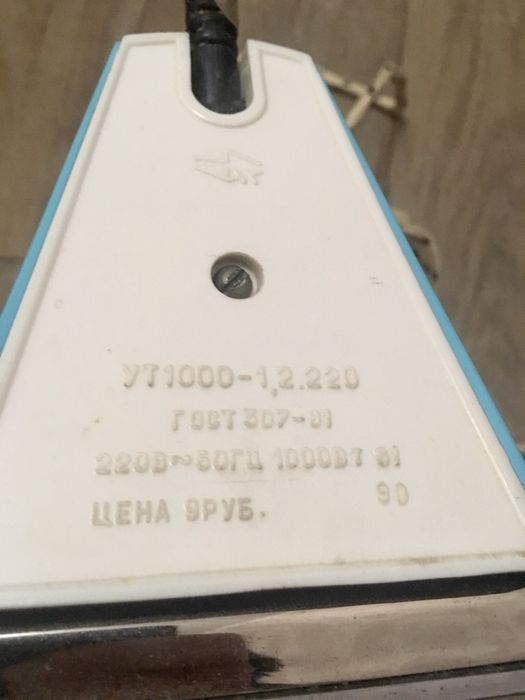 УТ1000-1,2.220
ГОСТ 307-81
220В~50ГЦ 1000ВТ 81
ЦЕНА 9РУБ. 90